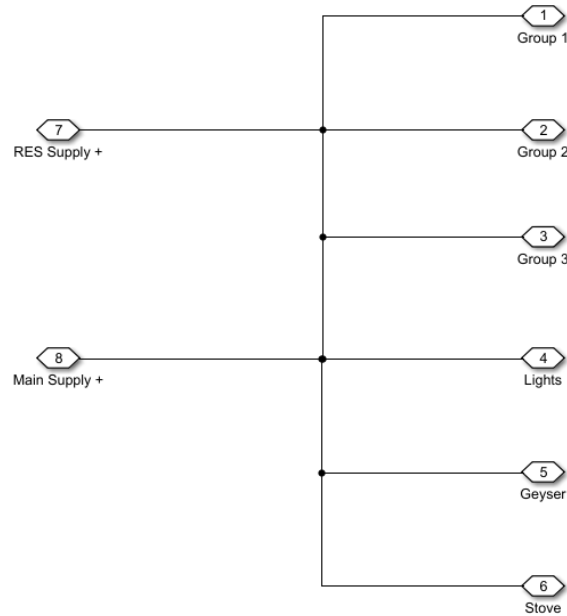 1
Group 1
7
RES Supply +
2
Group 2
3
Group 3
8
Main Supply +
4
Lights
5
Geyser
6
Stove